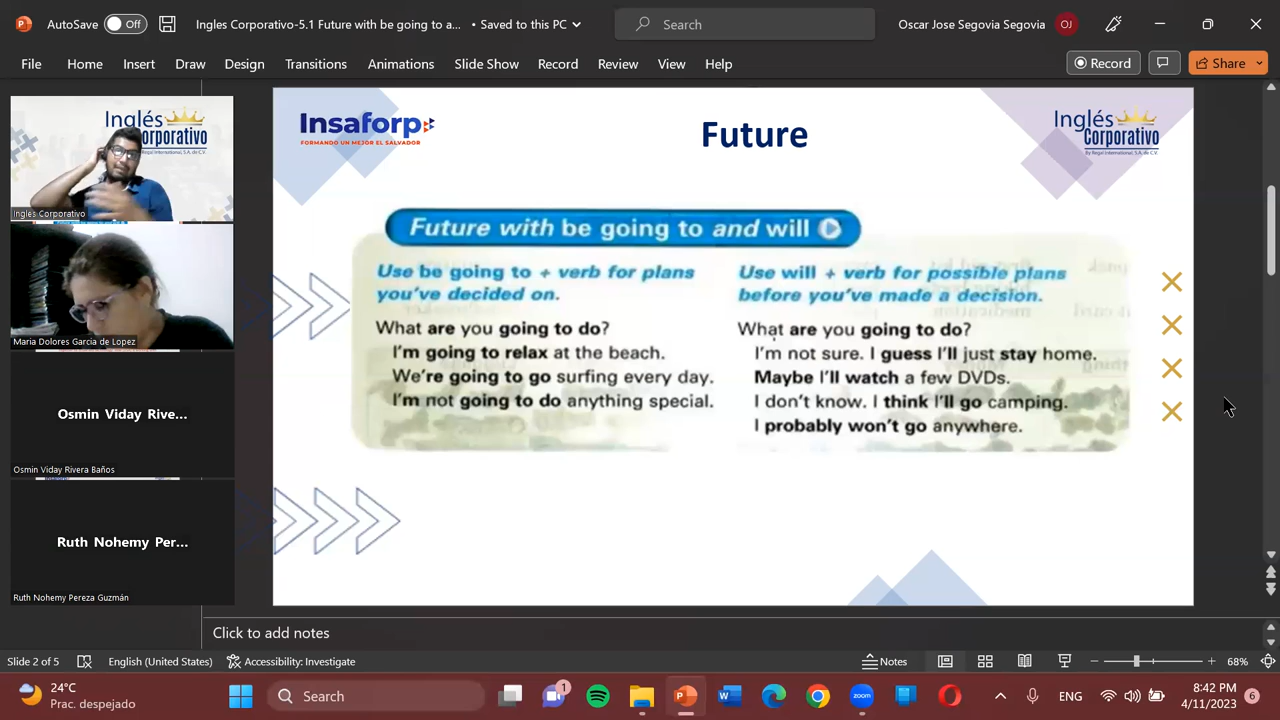 AutoSave Off
Ingles Corporativo-5.1 Future with be going to a... • Saved to this PC
Search
Oscar Jose Segovia Segovia
OJ
File Home Insert Draw Design Transitions Animations Slide Show Record Review View Help
Record
Share
Inglés
Corporativo
Ingles Corporativo
Maria Dolores Garcia de Lopez
Osmin Viday Rive...
Osmin Viday Rivera Baños
Ruth Nohemy Per...
Ruth Nohemy Pereza Guzmán
Insaforp
FORMANDO UN MEJOR EL SALVADOR
Future
Inglés
Corporativo
By Regal International, S.A. de C.V.
Future with be going to and will
Use be going to + verb for plans
you've decided on.
What are you going to do?
I'm going to relax at the beach.
We're going to go surfing every day.
I'm not going to do anything special.
Use will + verb for possible plans
before you've made a decision.
What are you going to do?
I'm not sure. I guess I'll just stay home.
Maybe I'll watch a few DVDs.
I don't know. I think I'll go camping.
I probably won't go anywhere.
Click to add notes
Slide 2 of 5
English (United States)
Accessibility: Investigate
Notes
68%
24°C
Prac. despejado
Search
1
zoom
ENG
8:42 PM
4/11/2023
6